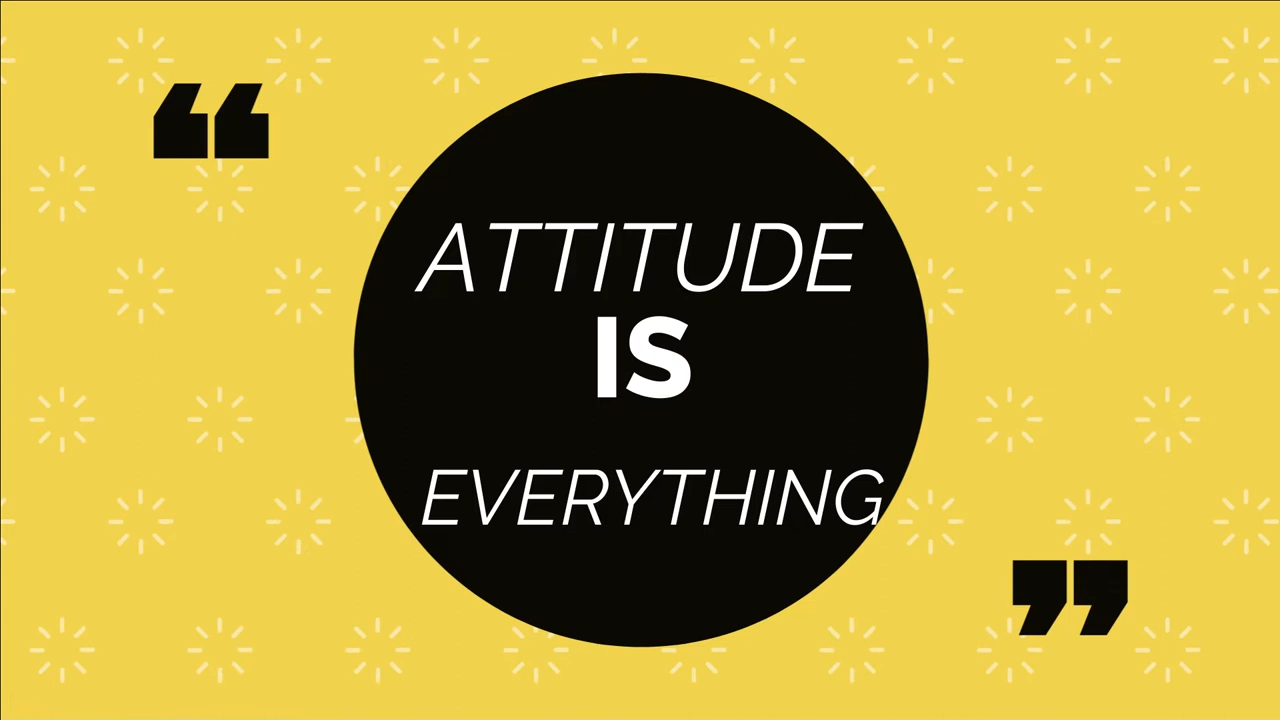 “
ATTITUDE
IS
EVERYTHING
”